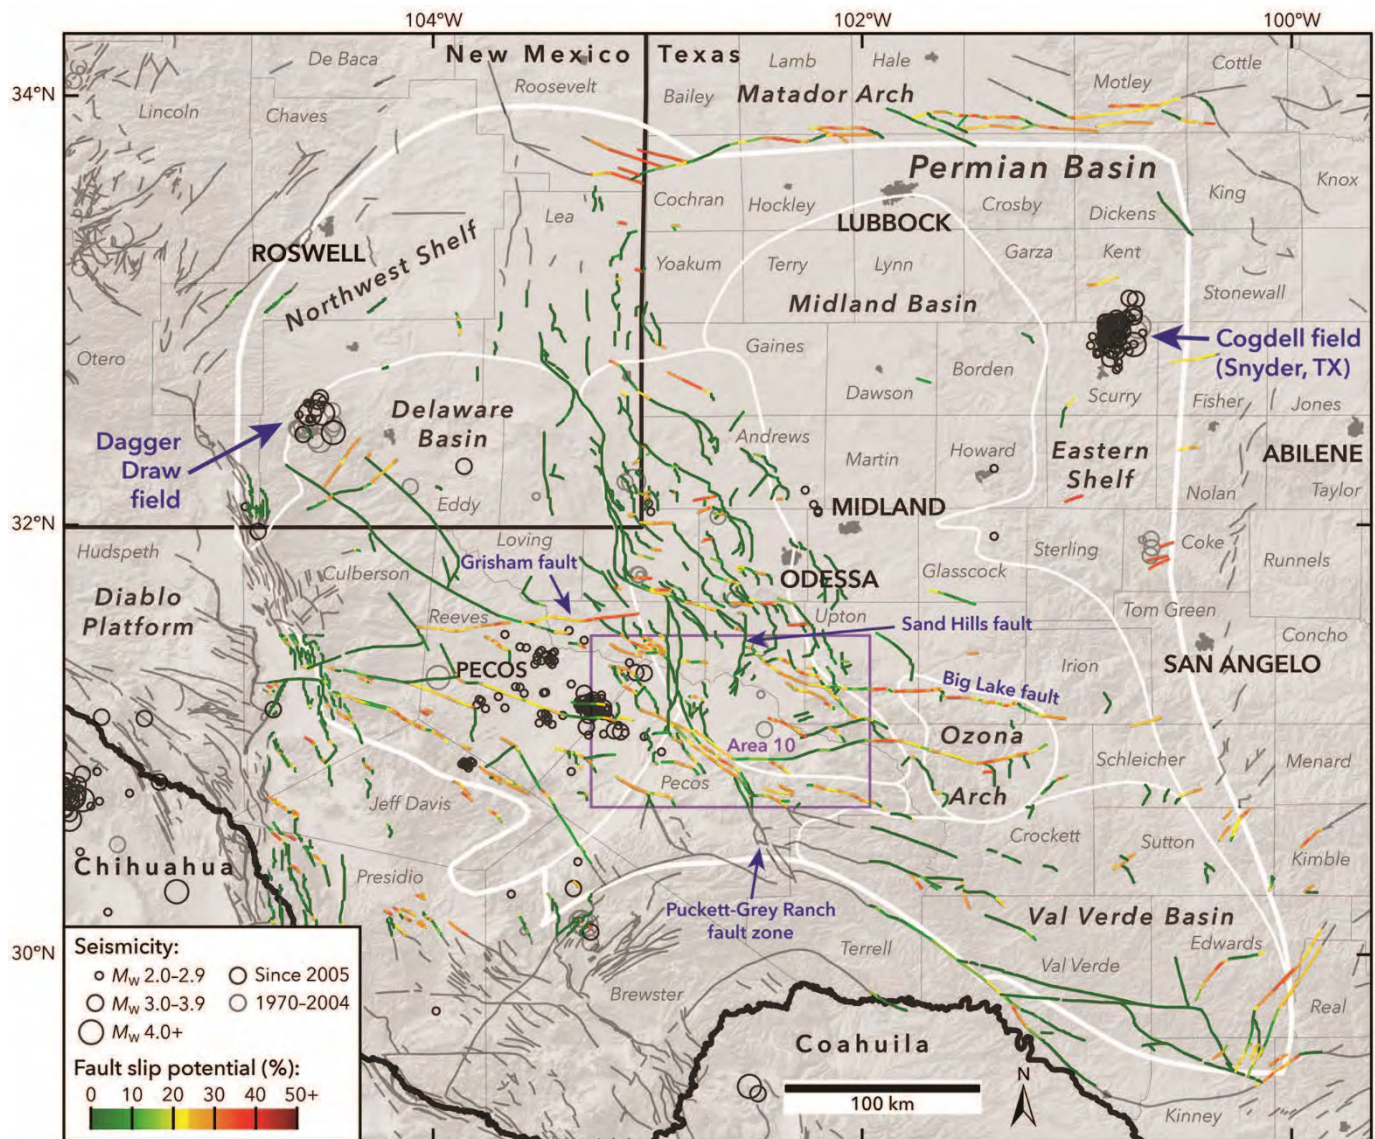 104°W
102°W
100°W
34°N
32°N
30°N
New Mexico
Texas
De Baca
Roosevelt
Lamb
Hale
Motley
Cottle
Lincoln
Chaves
Bailey
Matador Arch
Permian Basin
Cochran
Hockley
LUBBOCK
Crosby
Dickens
King
Knox
Lea
ROSWELL
Northwest Shelf
Yoakum
Terry
Lynn
Garza
Kent
Stonewall
Midland Basin
Otero
Gaines
Dawson
Borden
Scurry
Cogdell field
(Snyder, TX)
Fisher
Jones
Dagger
Draw
field
Delaware
Basin
Andrews
Martin
Howard
Eastern
Shelf
ABILENE
Eddy
Nolan
Taylor
MIDLAND
Hudspeth
Culberson
Loving
Grisham fault
ODESSA
Glasscock
Sterling
Coke
Runnels
Diablo
Platform
Reeves
Upton
Sand Hills fault
Tom Green
Concho
PECOS
Irion
SAN ANGELO
Big Lake fault
Area 10
Ozona
Arch
Schleicher
Menard
Pecos
Jeff Davis
Crockett
Sutton
Kimble
Chihuahua
Presidio
Puckett-Grey Ranch
fault zone
Val Verde Basin
Terrell
Val Verde
Edwards
Real
Brewster
Coahuila
Kinney
N
100 km
Seismicity:
Mw 2.0–2.9
Since 2005
Mw 3.0–3.9
1970–2004
Mw 4.0+
Fault slip potential (%):
0 10 20 30 40 50+